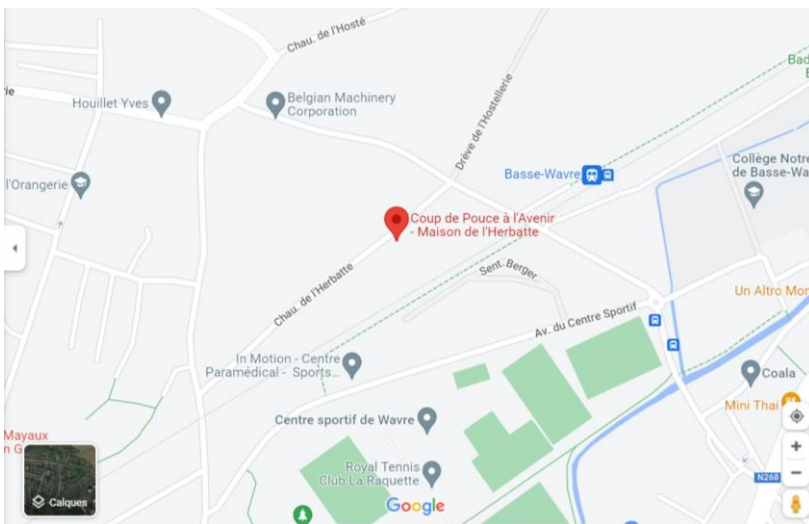 Chau. de l'Hosté
Houillet Yves
Belgian Machinery
Corporation
Drève de l'Hostellerie
Basse-Wavre
Collège Notre
de Basse-Wa
l'Orangerie
Coup de Pouce à l'Avenir
- Maison de l'Herbatte
Sent. Berger
Chau. de l'Herbatte
Un Altro Mon
Av. du Centre Sportif
In Motion - Centre
Paramédical - Sports...
Coala
Mini Thai
Centre sportif de Wavre
Mayaux
Royal Tennis
Club La Raquette
N268
Calques
Google